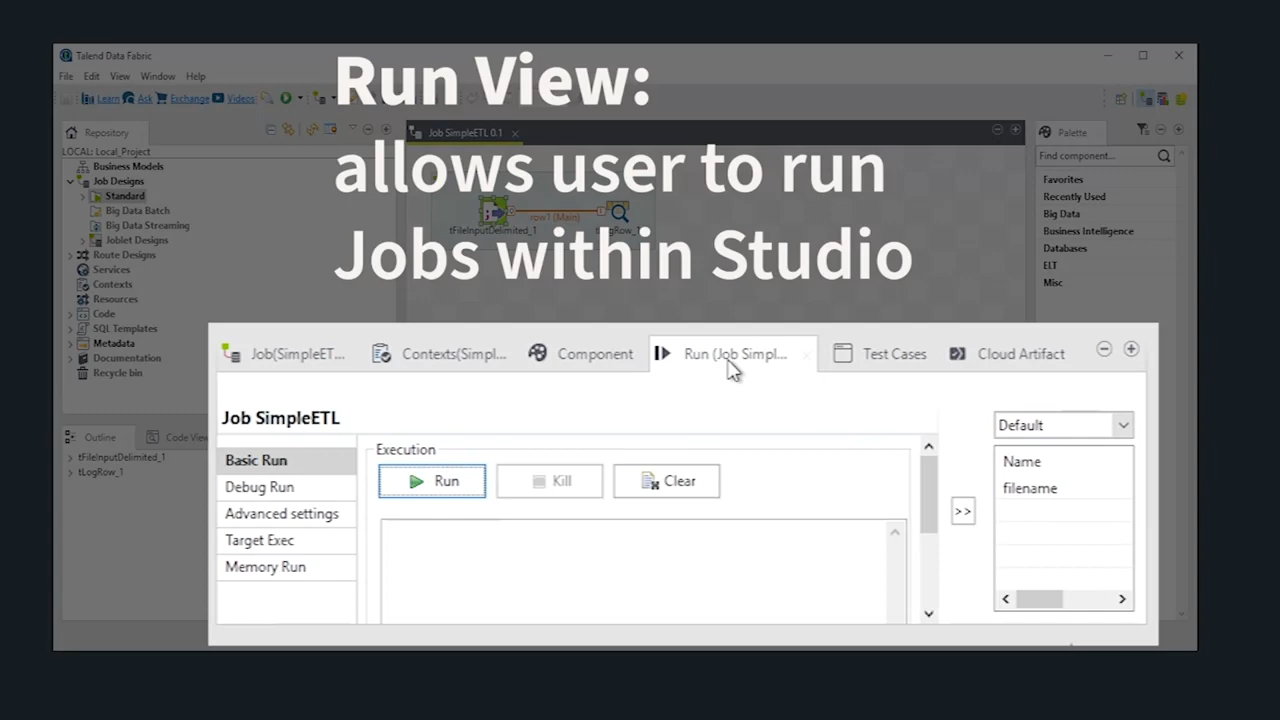 Talend Data Fabric
File Edit View Window Help
Learn Ask Exchange Videos
Run View:
allows user to run
Jobs within Studio
Repository
LOCAL: Local_Project
Business Models
Job Designs
Standard
Big Data Batch
Big Data Streaming
Joblet Designs
Route Designs
Services
Contexts
Resources
Code
SQL Templates
Metadata
Documentation
Recycle bin
Outline
Code View
tFileInputDelimited_1
tLogRow_1
Job SimpleETL 0.1
row1 (Main)
tFileInputDelimited_1
Palette
Find component...
Favorites
Recently Used
Big Data
Business Intelligence
Databases
ELT
Misc
Job(SimpleET... Contexts(Simpl... Component Run (Job Simpl... Test Cases Cloud Artifact
Job SimpleETL
Basic Run
Debug Run
Advanced settings
Target Exec
Memory Run
Execution
Run Kill Clear
>>
Default
Name
filename